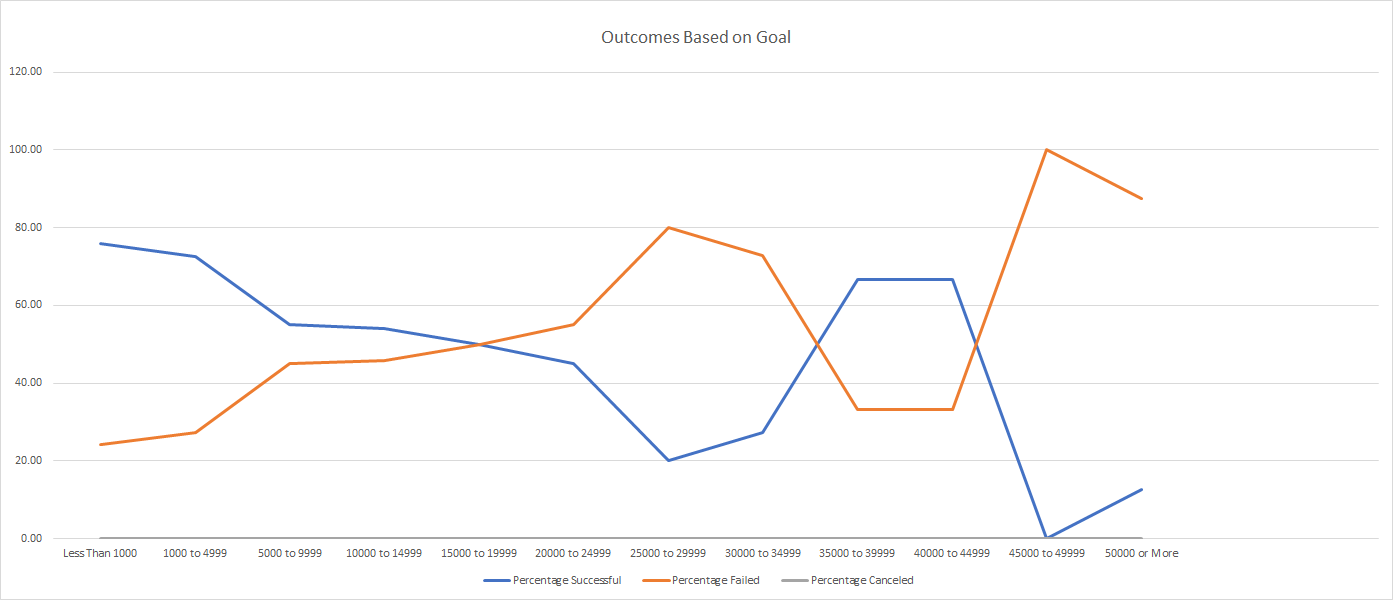 Outcomes Based on Goal
120.00
100.00
80.00
60.00
40.00
20.00
0.00
Less Than 1000 1000 to 4999 5000 to 9999 10000 to 14999 15000 to 19999 20000 to 24999 25000 to 29999 30000 to 34999 35000 to 39999 40000 to 44999 45000 to 49999 50000 or More
Percentage Successful Percentage Failed Percentage Canceled